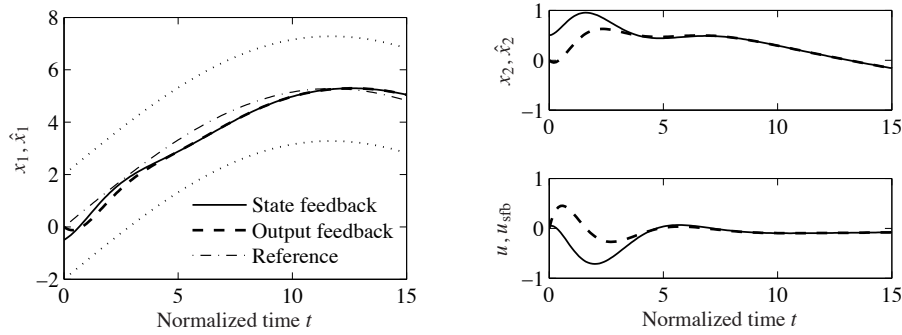 8
6
4
2
0
−2
x₁, x̂₁
State feedback
Output feedback
Reference
0 5 10 15
Normalized time t
1
0
−1
x₂, x̂₂
0 5 10 15
1
0
−1
u, u_sfb
0 5 10 15
Normalized time t